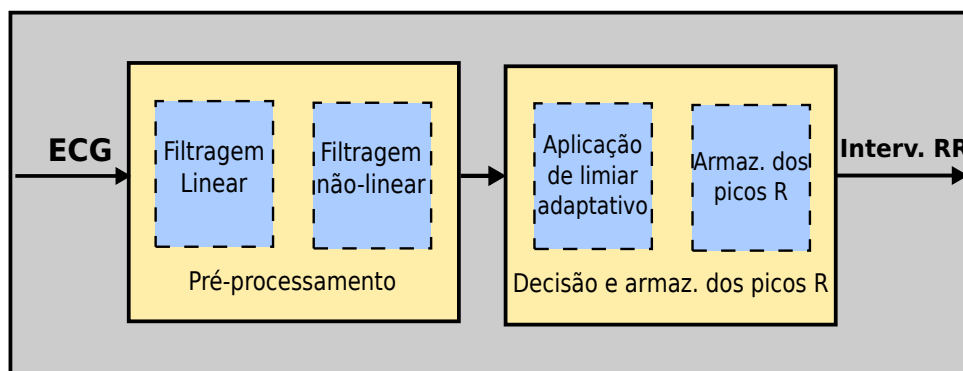 ECG
Filtragem
Linear
Filtragem
não-linear
Pré-processamento
Aplicação
de limiar
adaptativo
Armaz. dos
picos R
Decisão e armaz. dos picos R
Interv. RR